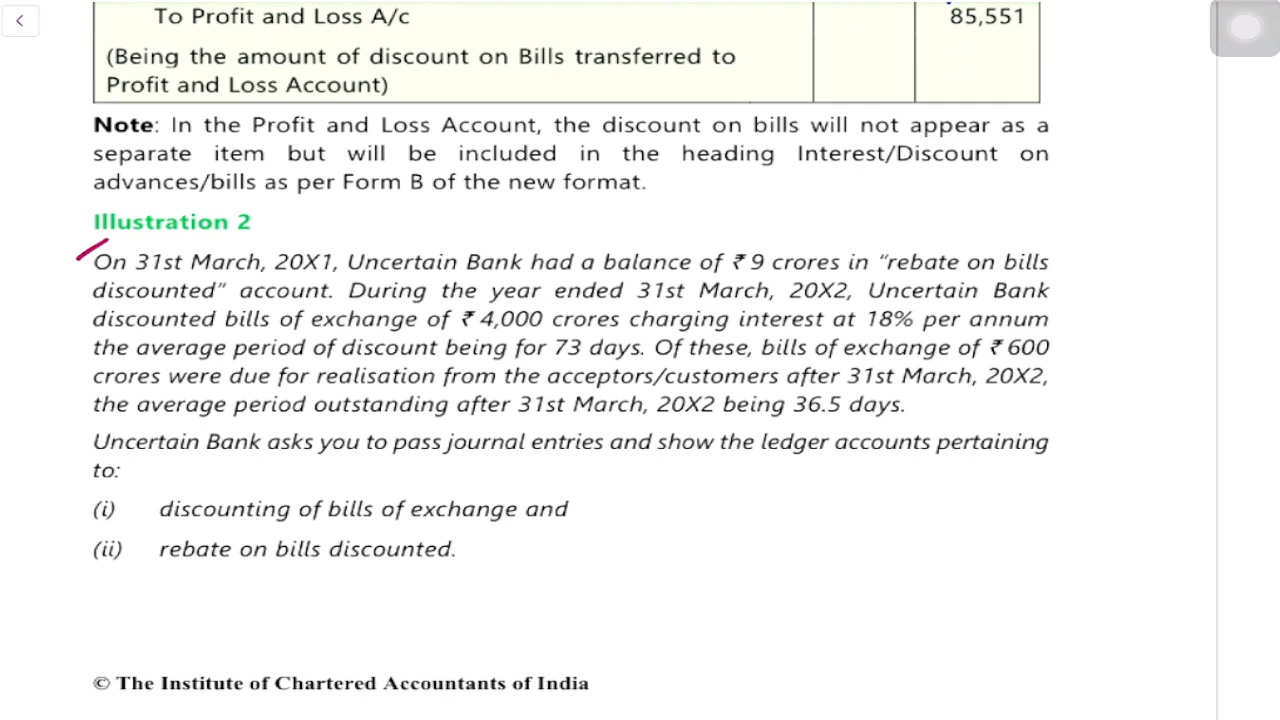 To Profit and Loss A/c 85,551
(Being the amount of discount on Bills transferred to
Profit and Loss Account)
Note: In the Profit and Loss Account, the discount on bills will not appear as a
separate item but will be included in the heading Interest/Discount on
advances/bills as per Form B of the new format.
Illustration 2
On 31st March, 20X1, Uncertain Bank had a balance of ₹ 9 crores in “rebate on bills
discounted” account. During the year ended 31st March, 20X2, Uncertain Bank
discounted bills of exchange of ₹ 4,000 crores charging interest at 18% per annum
the average period of discount being for 73 days. Of these, bills of exchange of ₹ 600
crores were due for realisation from the acceptors/customers after 31st March, 20X2,
the average period outstanding after 31st March, 20X2 being 36.5 days.
Uncertain Bank asks you to pass journal entries and show the ledger accounts pertaining
to:
(i) discounting of bills of exchange and
(ii) rebate on bills discounted.
© The Institute of Chartered Accountants of India